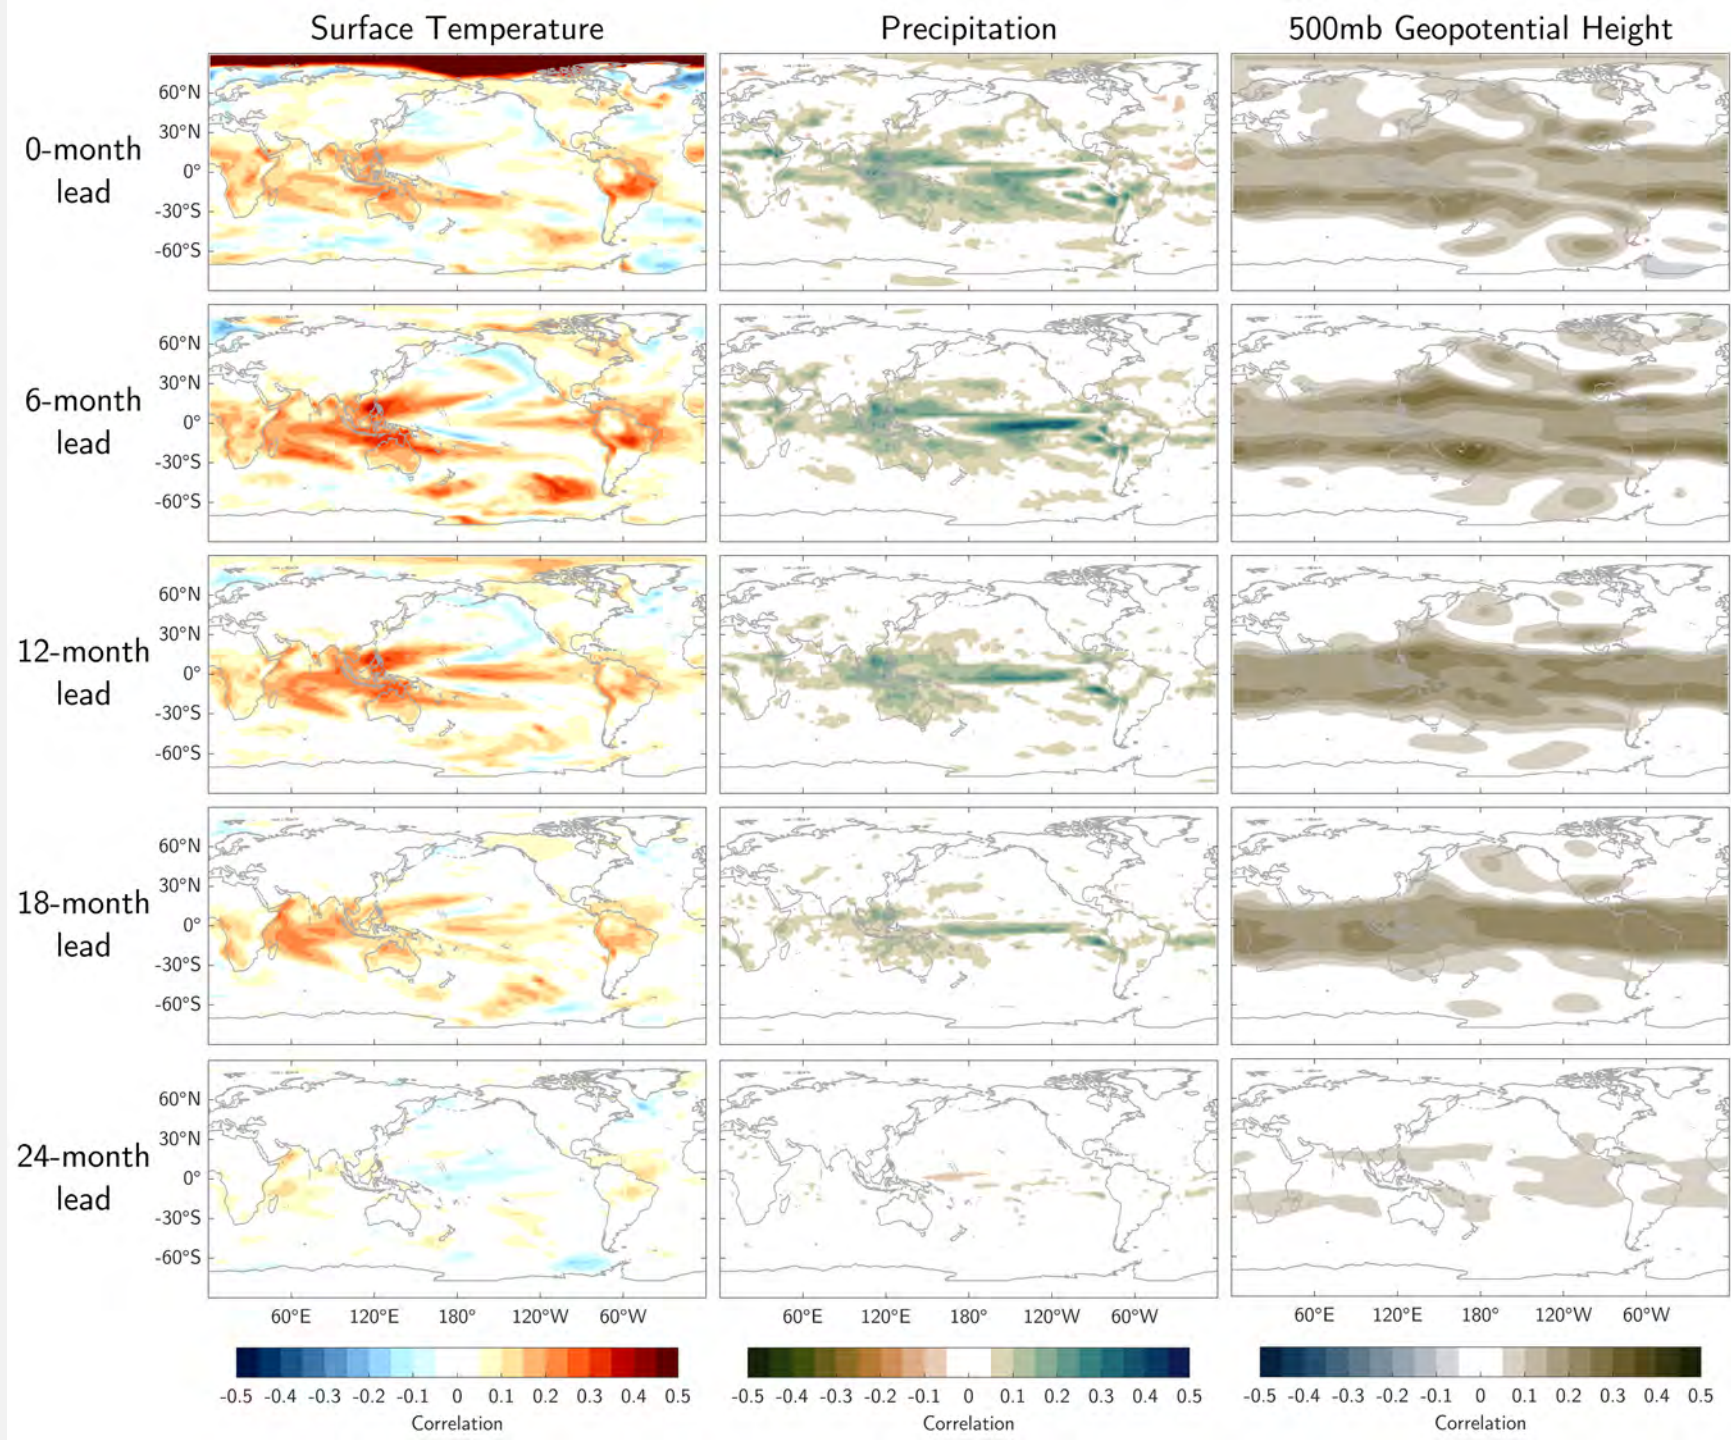 Surface Temperature
Precipitation
500mb Geopotential Height
0-month
lead
60°N
30°N
0°
-30°S
-60°S
6-month
lead
60°N
30°N
0°
-30°S
-60°S
12-month
lead
60°N
30°N
0°
-30°S
-60°S
18-month
lead
60°N
30°N
0°
-30°S
-60°S
24-month
lead
60°N
30°N
0°
-30°S
-60°S
60°E 120°E 180° 120°W 60°W
60°E 120°E 180° 120°W 60°W
60°E 120°E 180° 120°W 60°W
-0.5 -0.4 -0.3 -0.2 -0.1 0 0.1 0.2 0.3 0.4 0.5
Correlation
-0.5 -0.4 -0.3 -0.2 -0.1 0 0.1 0.2 0.3 0.4 0.5
Correlation
-0.5 -0.4 -0.3 -0.2 -0.1 0 0.1 0.2 0.3 0.4 0.5
Correlation